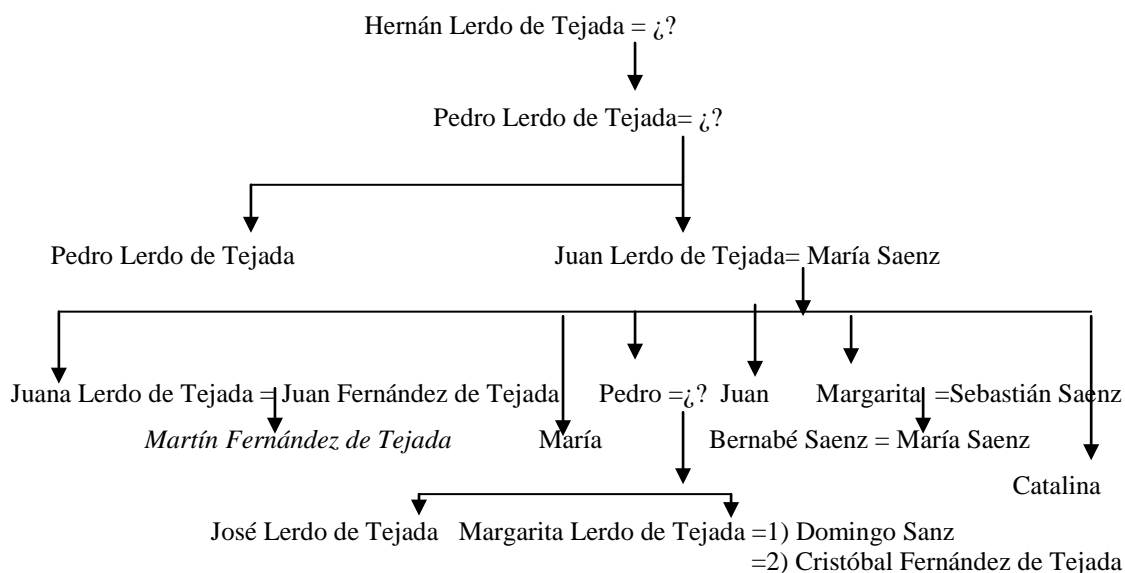 Hernán Lerdo de Tejada = ¿?
Pedro Lerdo de Tejada= ¿?
Pedro Lerdo de Tejada Juan Lerdo de Tejada= María Saenz
Juana Lerdo de Tejada = Juan Fernández de Tejada Pedro =¿? Juan Margarita =Sebastián Saenz
Martín Fernández de Tejada María Bernabé Saenz = María Saenz
Catalina
José Lerdo de Tejada Margarita Lerdo de Tejada =1) Domingo Sanz
=2) Cristóbal Fernández de Tejada